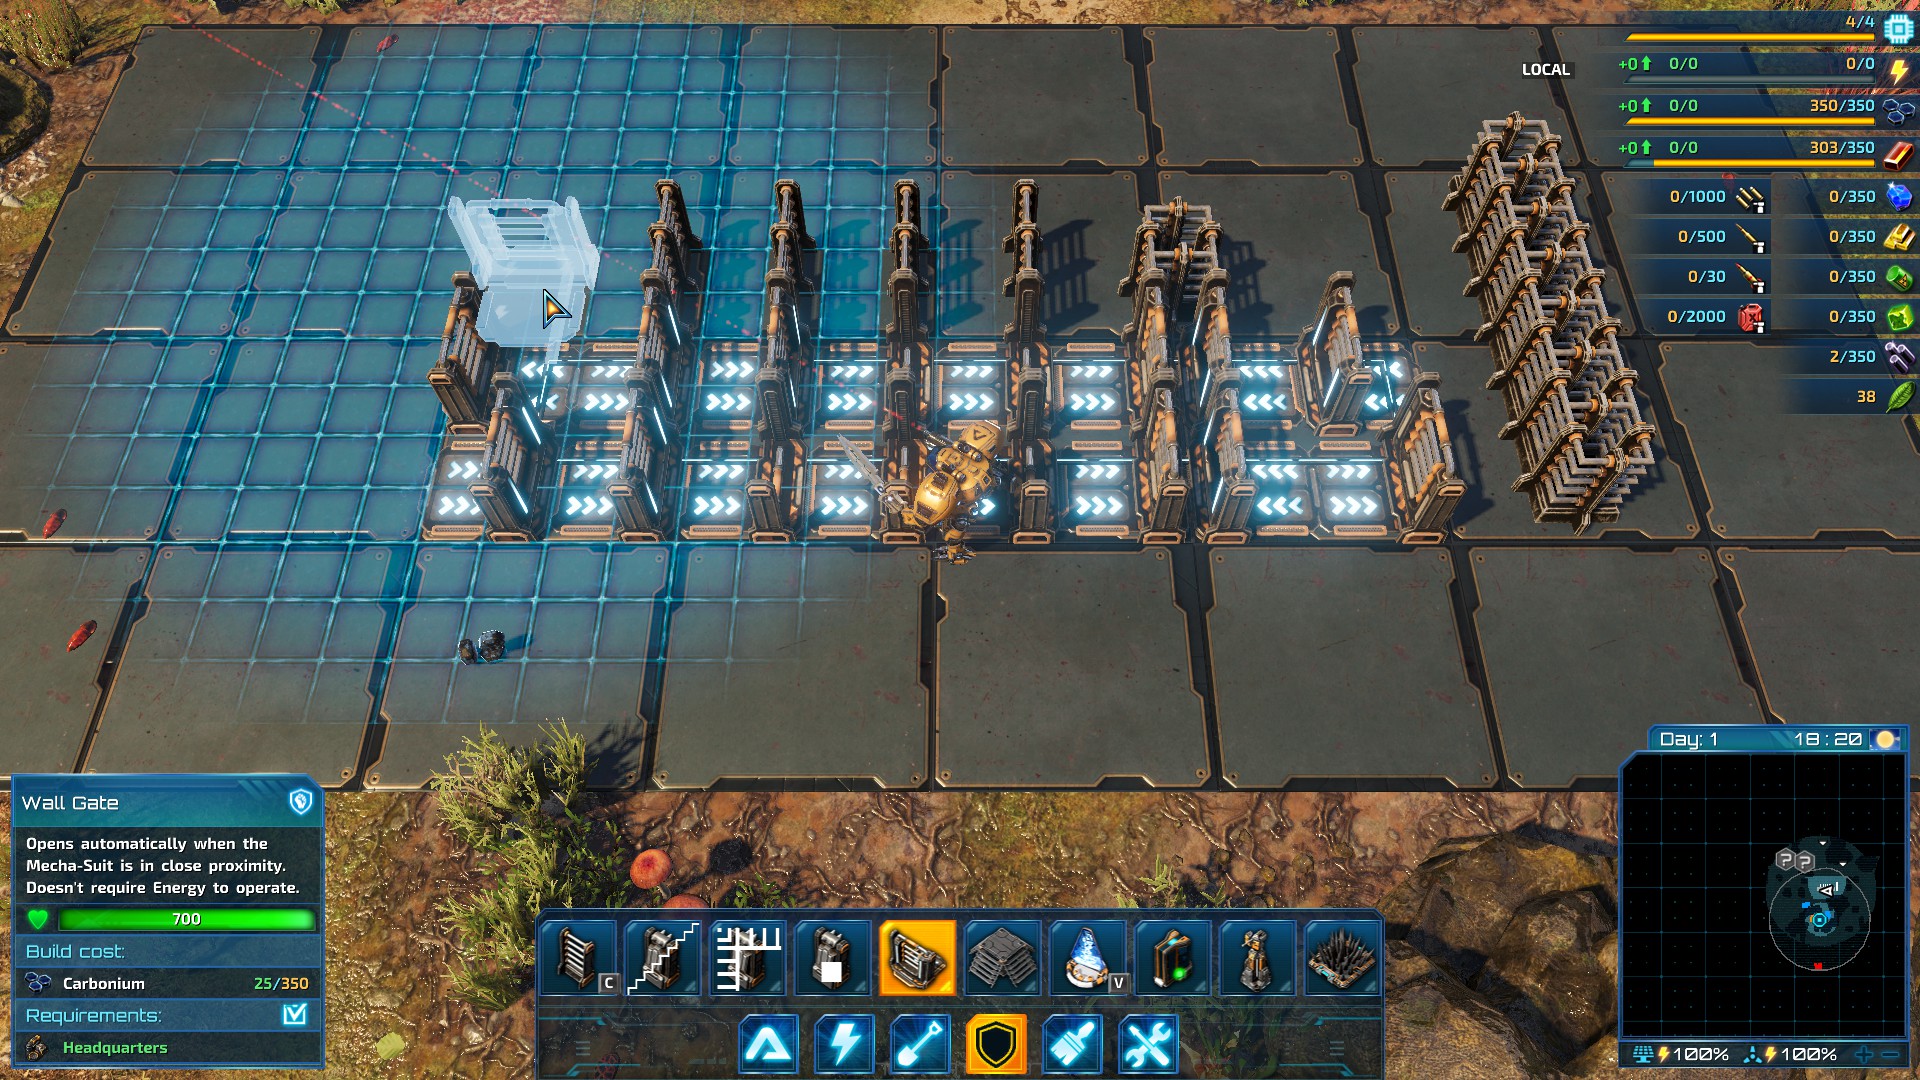 4/4
+0 0/0 0/0
LOCAL
+0 0/0 350/350
+0 0/0 303/350
0/1000 0/350
0/500 0/350
0/30 0/350
0/2000 0/350
2/350
38
Day: 1 18:20
Wall Gate
Opens automatically when the
Mecha-Suit is in close proximity.
Doesn't require Energy to operate.
700
Build cost:
Carbonium 25/350
Requirements:
Headquarters
C
V
? ?
100% 100%